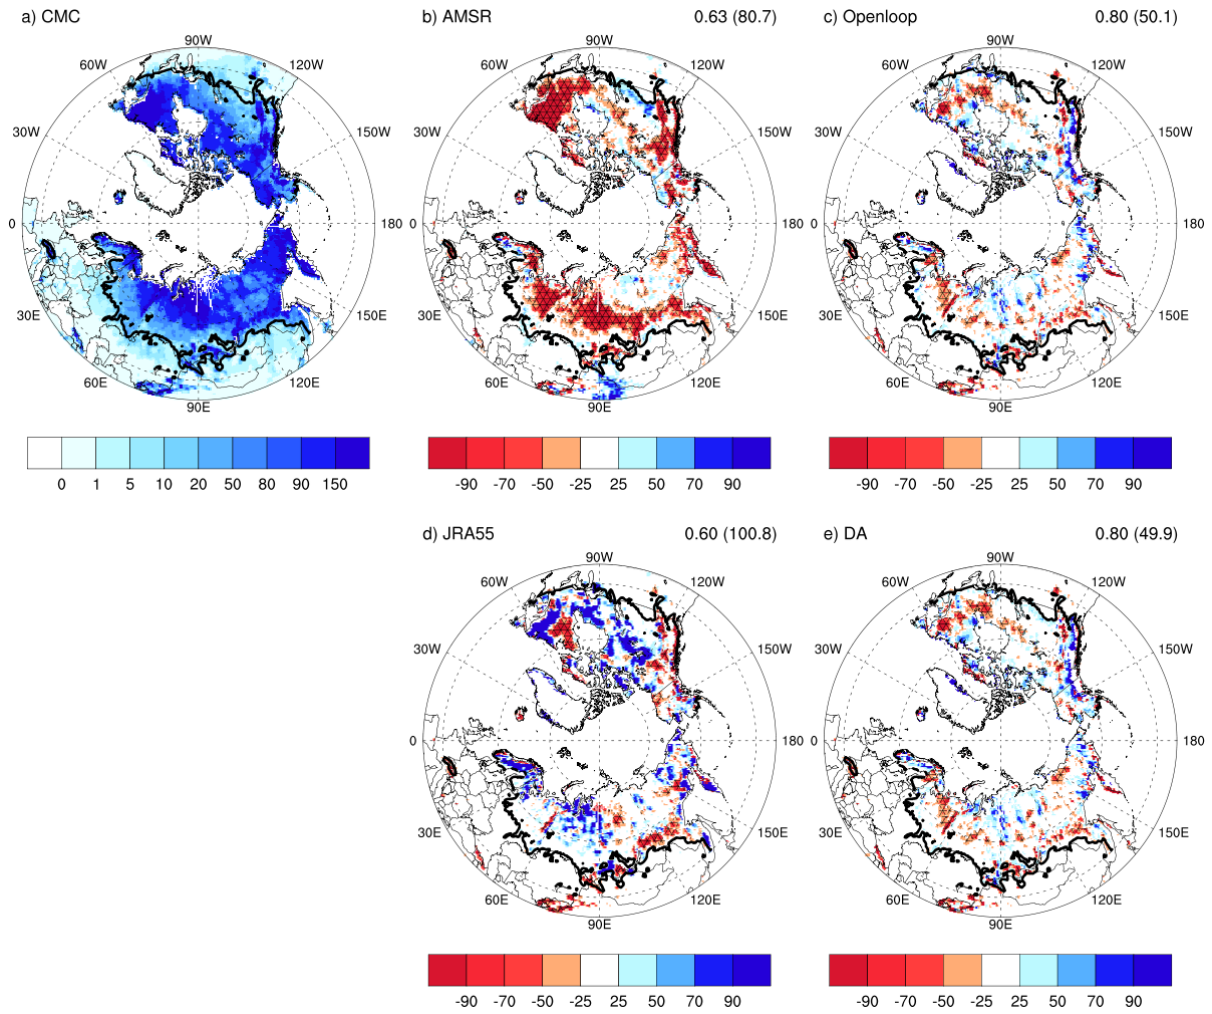 a) CMC
b) AMSR 0.63 (80.7)
c) Openloop 0.80 (50.1)
90W 90W 90W
60W 120W 60W 120W 60W 120W
30W 150W 30W 150W 30W 150W
0 180 0 180 0 180
30E 150E 30E 150E 30E 150E
60E 120E 60E 120E 60E 120E
90E 90E 90E
0 1 5 10 20 50 80 90 150
-90 -70 -50 -25 25 50 70 90
-90 -70 -50 -25 25 50 70 90
d) JRA55 0.60 (100.8)
e) DA 0.80 (49.9)
90W 90W
60W 120W 60W 120W
30W 150W 30W 150W
0 180 0 180
30E 150E 30E 150E
60E 120E 60E 120E
90E 90E
-90 -70 -50 -25 25 50 70 90
-90 -70 -50 -25 25 50 70 90